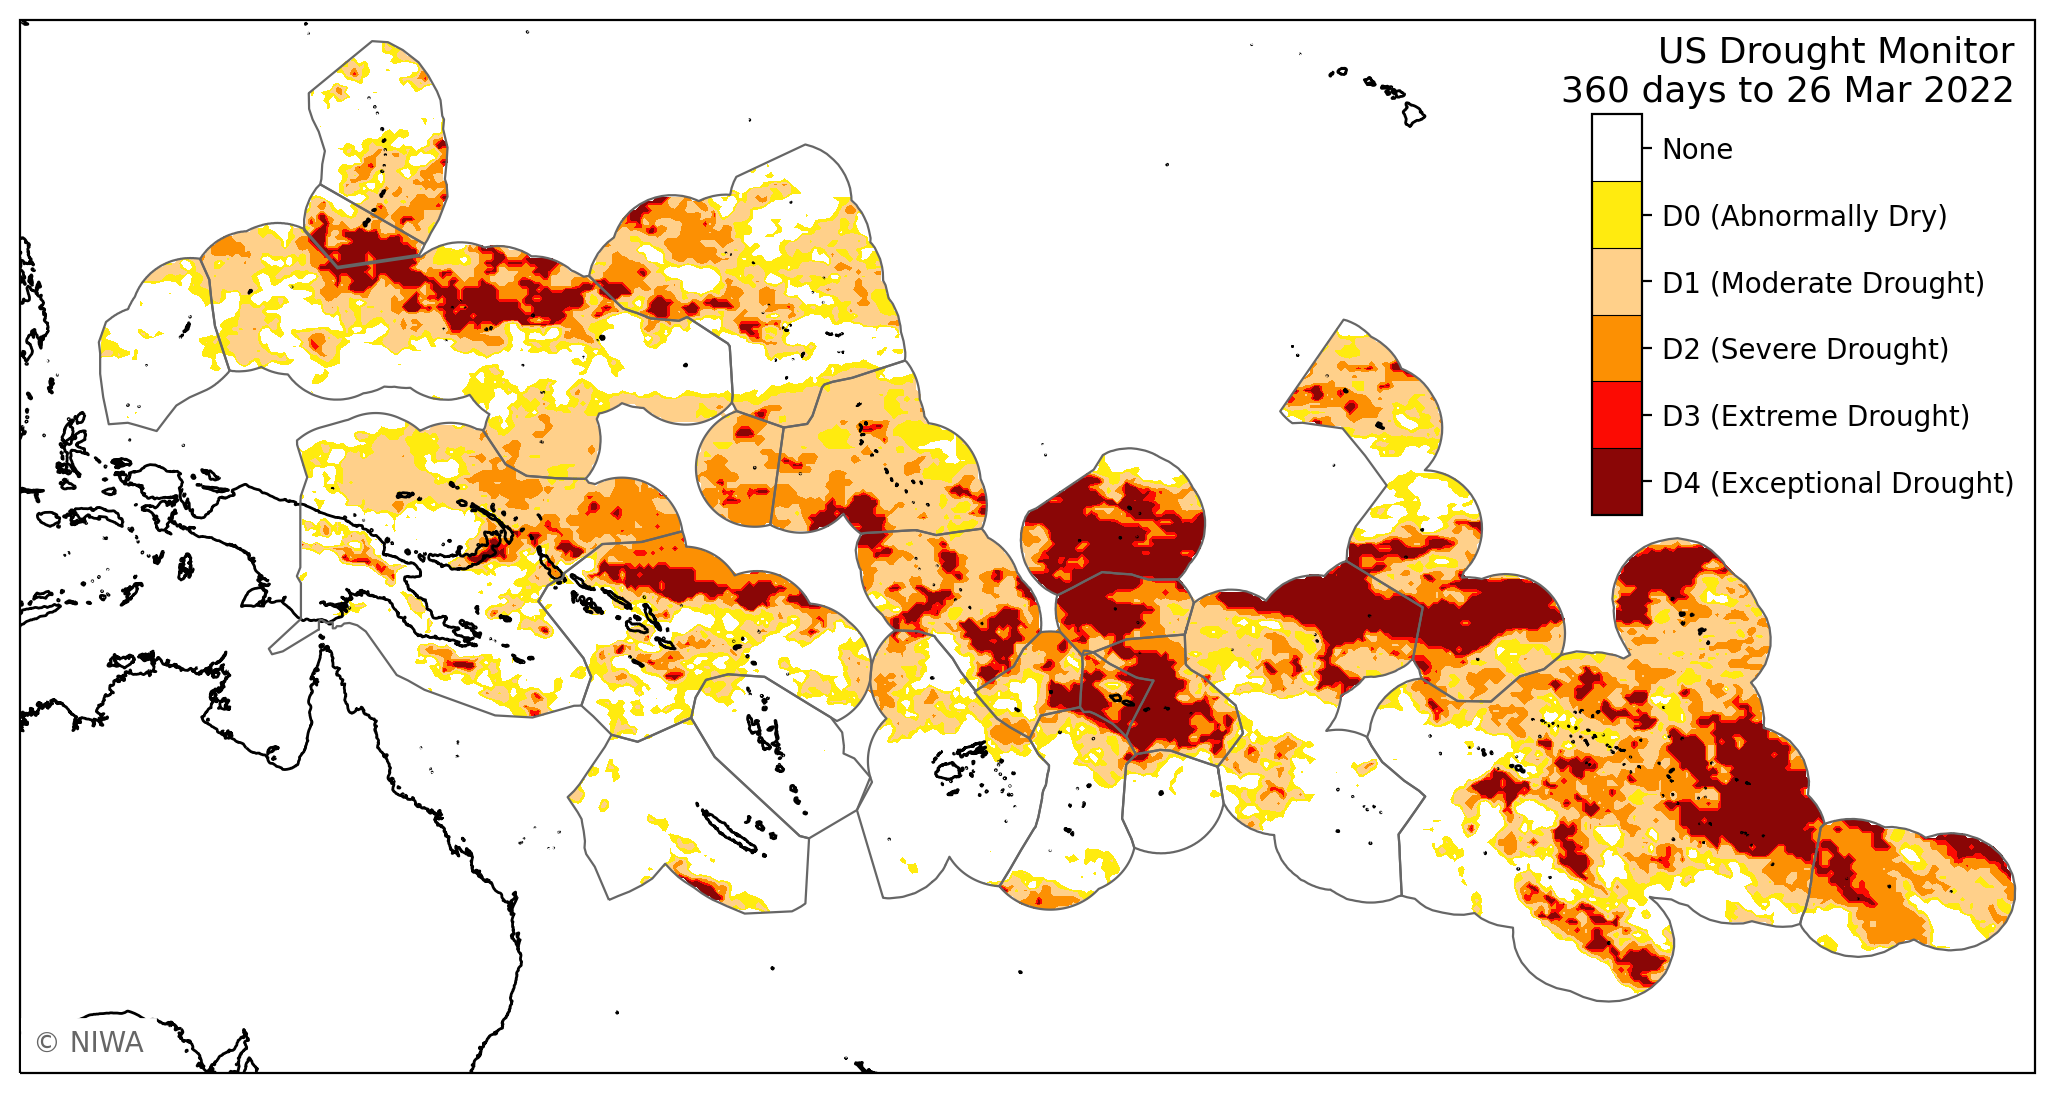 US Drought Monitor
360 days to 26 Mar 2022
None
D0 (Abnormally Dry)
D1 (Moderate Drought)
D2 (Severe Drought)
D3 (Extreme Drought)
D4 (Exceptional Drought)
© NIWA